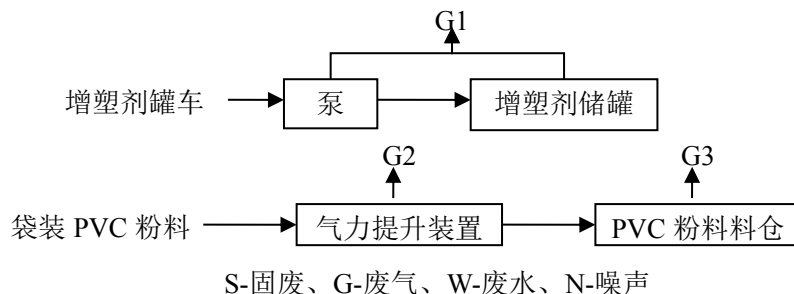 G1
增塑剂罐车
泵
增塑剂储罐
G2
G3
袋装 PVC 粉料
气力提升装置
PVC 粉料料仓
S-固废、G-废气、W-废水、N-噪声